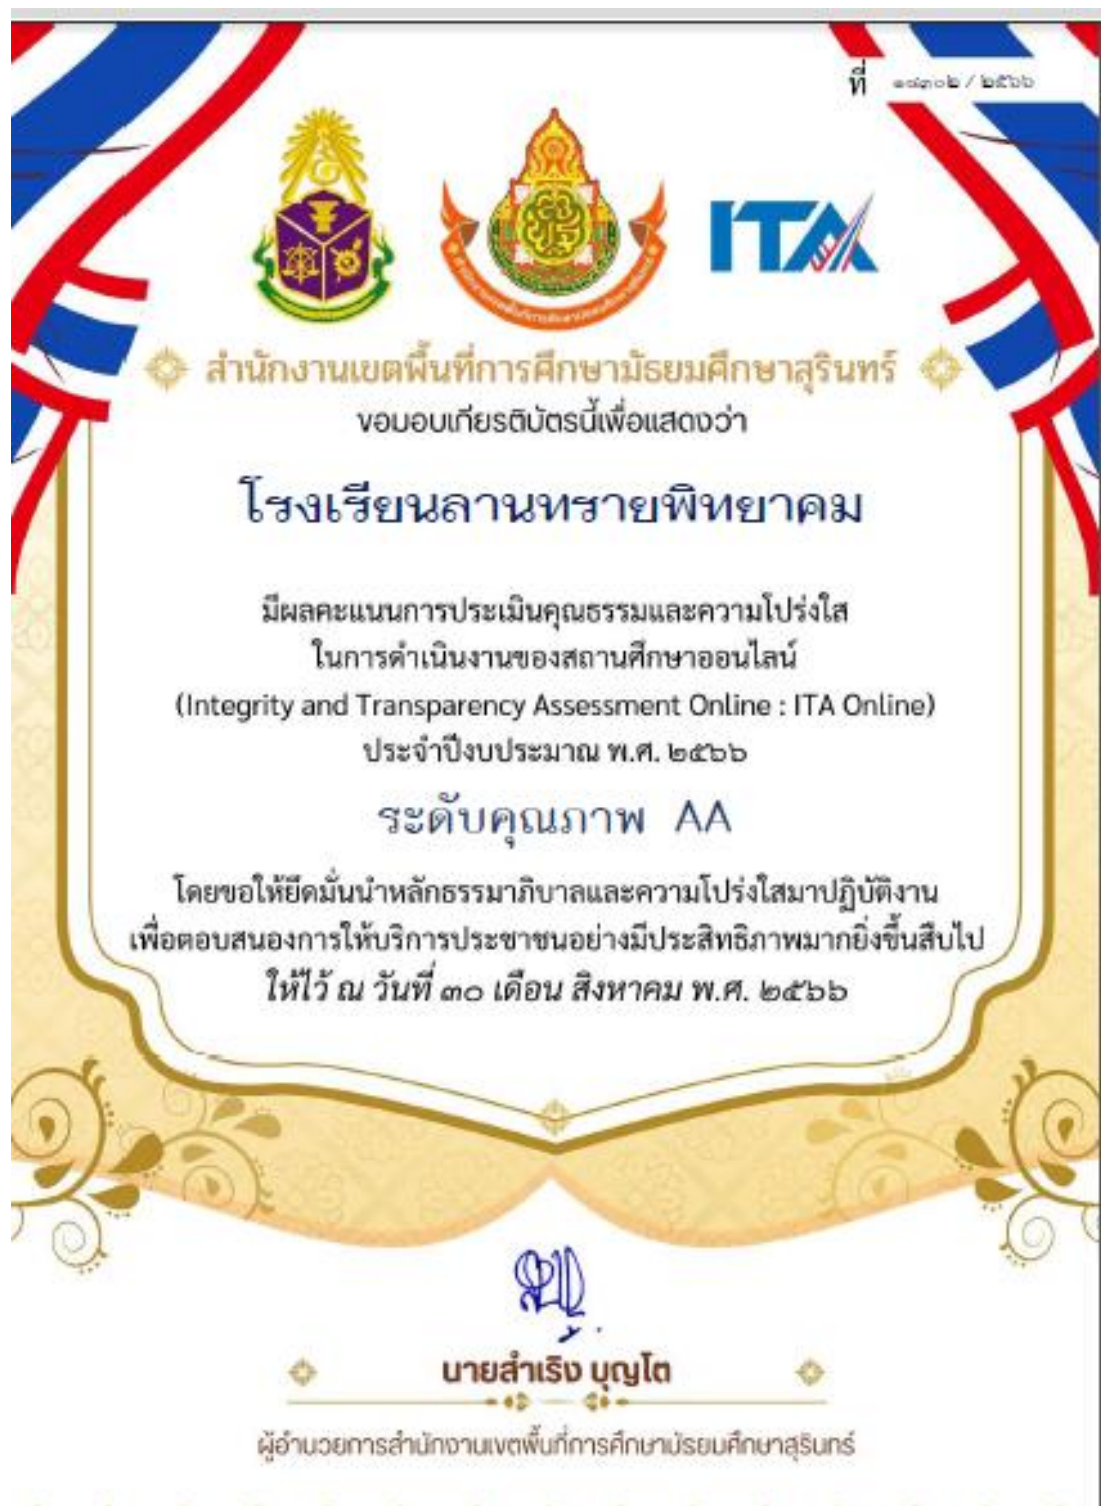 ที่ ๑๘๓๐๒ / ๒๕๖๖
ITA
สำนักงานเขตพื้นที่การศึกษามัธยมศึกษาสุรินทร์
ขอมอบเกียรติบัตรนี้เพื่อแสดงว่า
โรงเรียนลานทรายพิทยาคม
มีผลคะแนนการประเมินคุณธรรมและความโปร่งใส
ในการดำเนินงานของสถานศึกษาออนไลน์
(Integrity and Transparency Assessment Online : ITA Online)
ประจำปีงบประมาณ พ.ศ. ๒๕๖๖
ระดับคุณภาพ AA
โดยขอให้ยึดมั่นนำหลักธรรมาภิบาลและความโปร่งใสมาปฏิบัติงาน
เพื่อตอบสนองการให้บริการประชาชนอย่างมีประสิทธิภาพมากยิ่งขึ้นสืบไป
ให้ไว้ ณ วันที่ ๓๐ เดือน สิงหาคม พ.ศ. ๒๕๖๖
นายสำเริง บุญโต
ผู้อำนวยการสำนักงานเขตพื้นที่การศึกษามัธยมศึกษาสุรินทร์